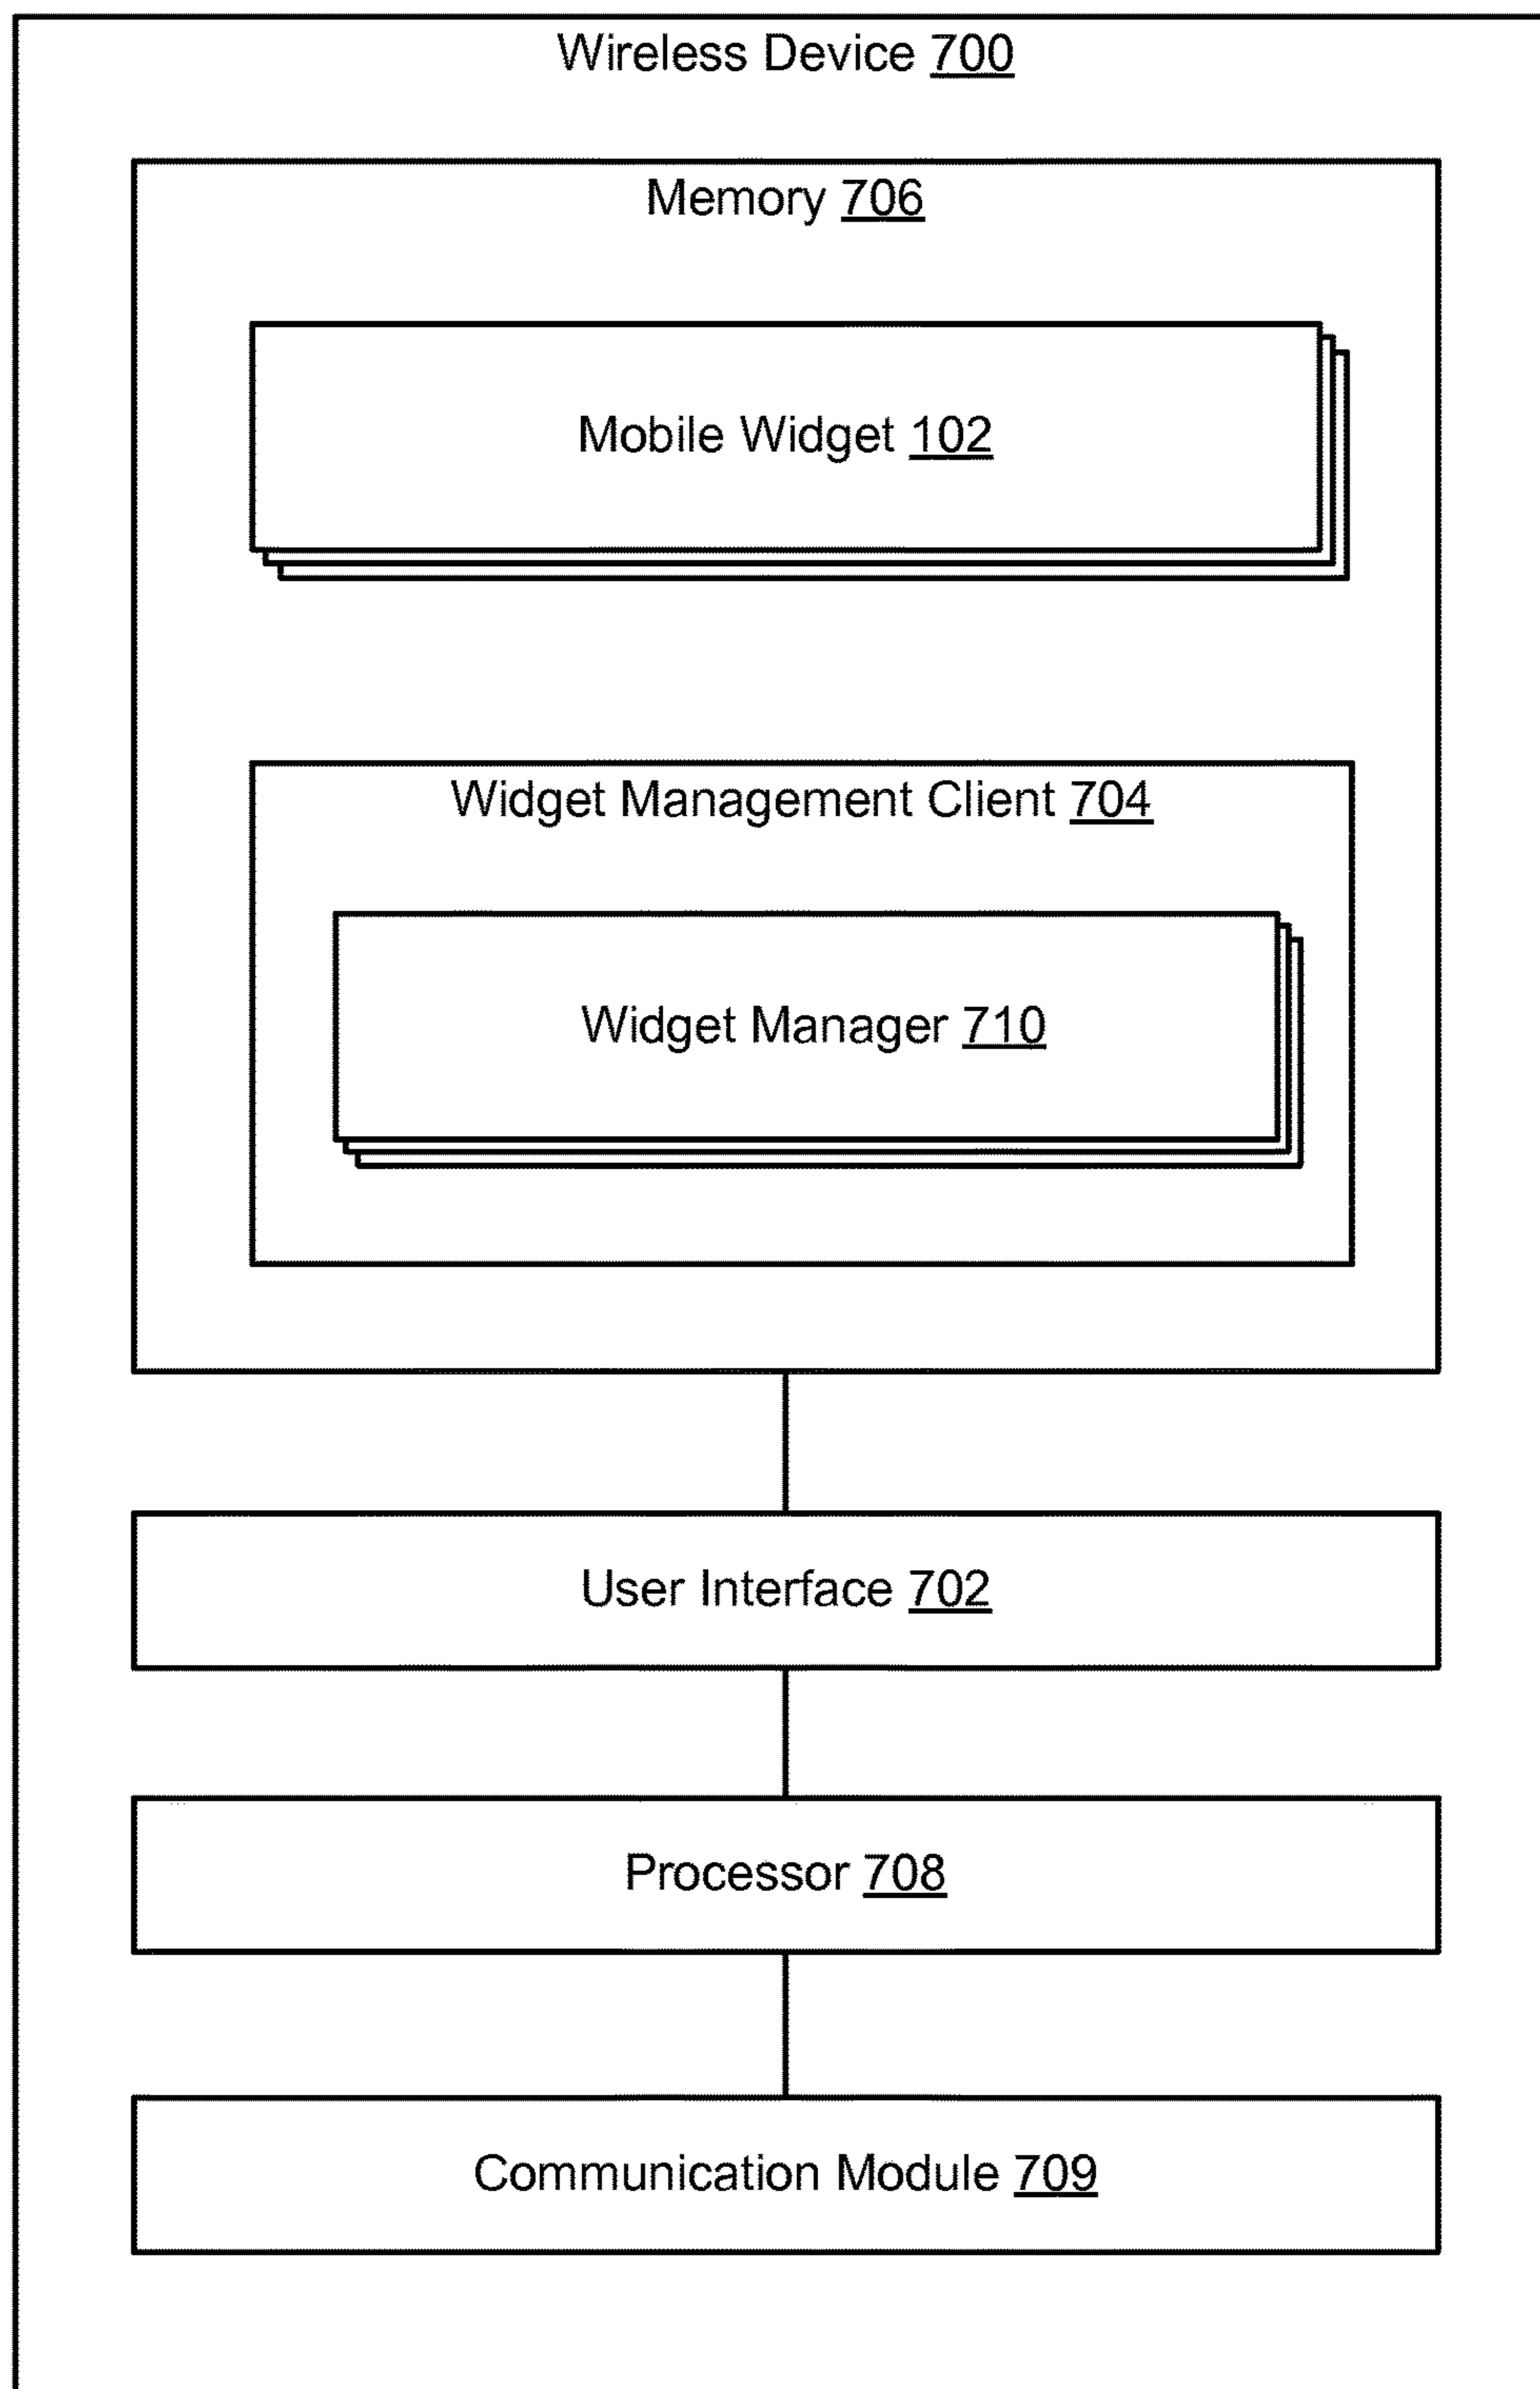 Wireless Device 700
Memory 706
Mobile Widget 102
Widget Management Client 704
Widget Manager 710
User Interface 702
Processor 708
Communication Module 709